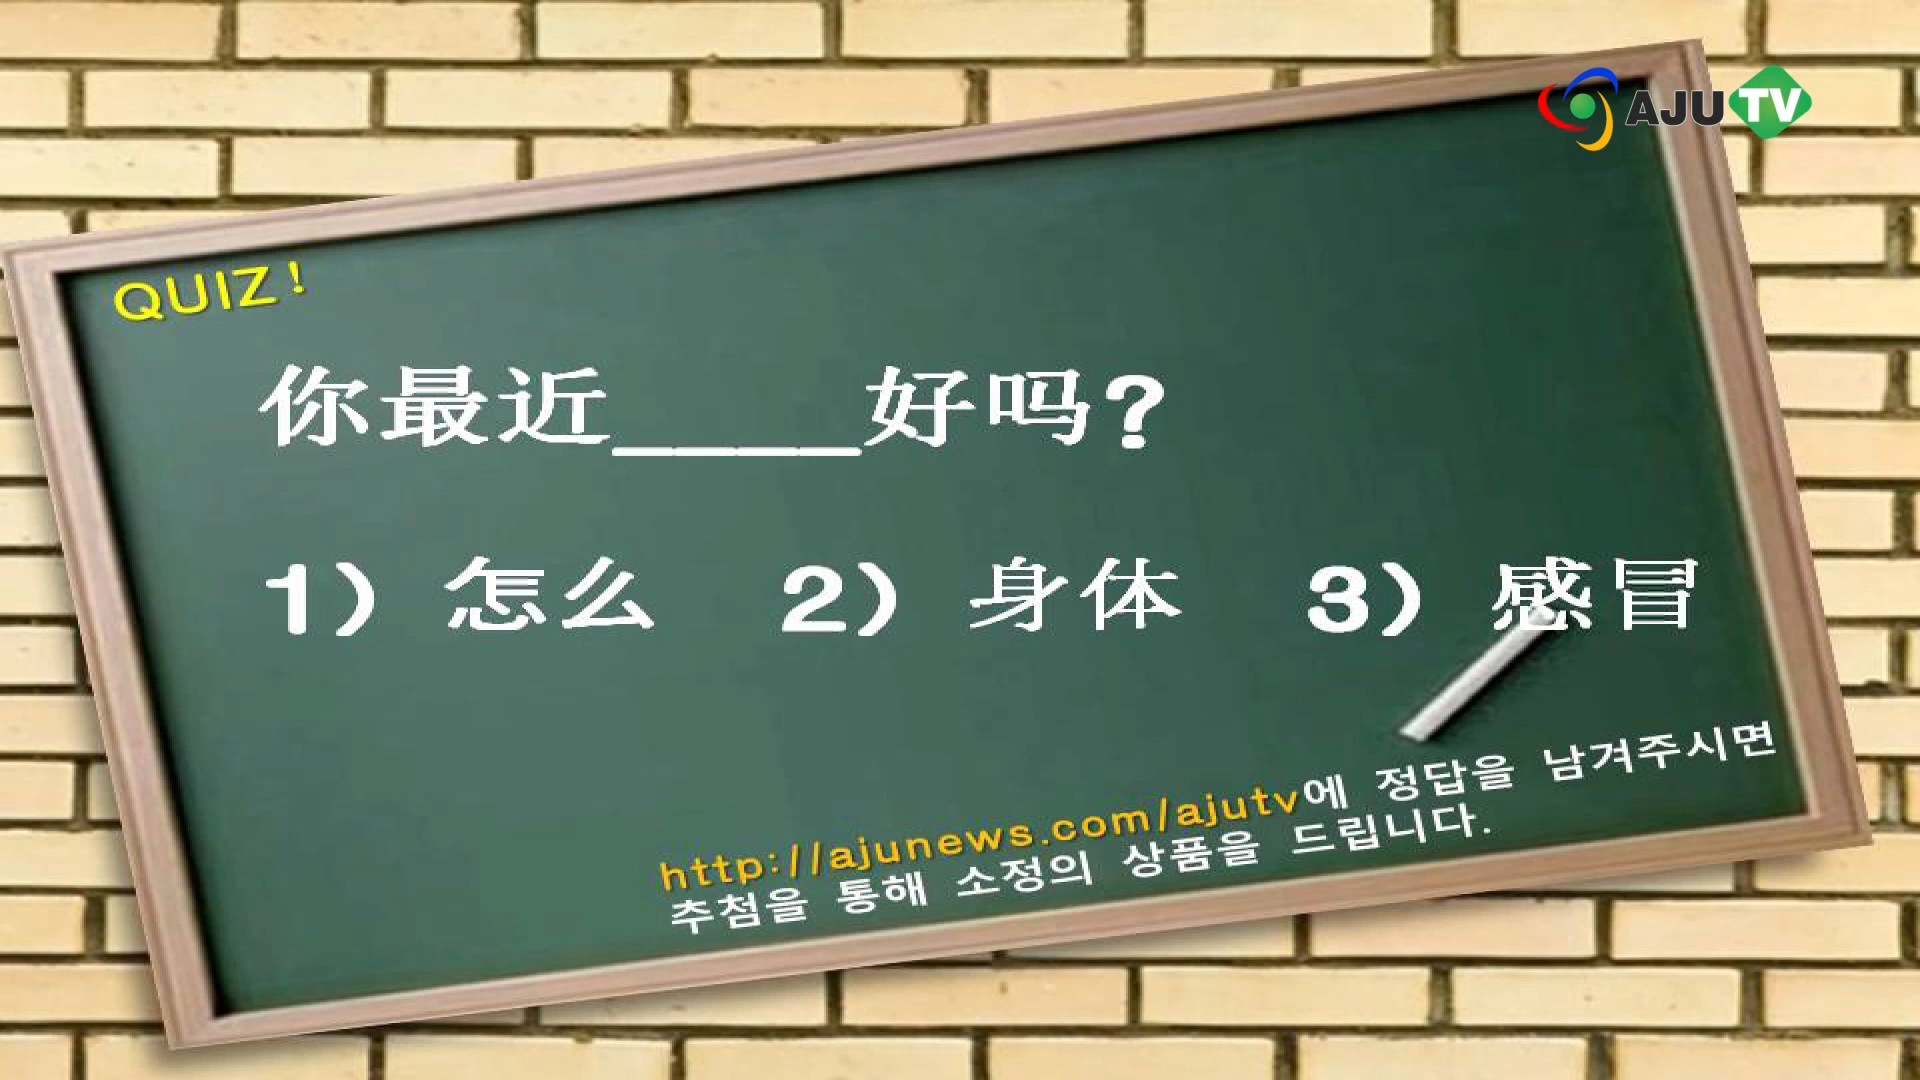 AJU TV
QUIZ!
你最近____好吗?
1) 怎么 2) 身体 3) 感冒
http://ajunews.com/ajutv에 정답을 남겨주시면
추첨을 통해 소정의 상품을 드립니다.